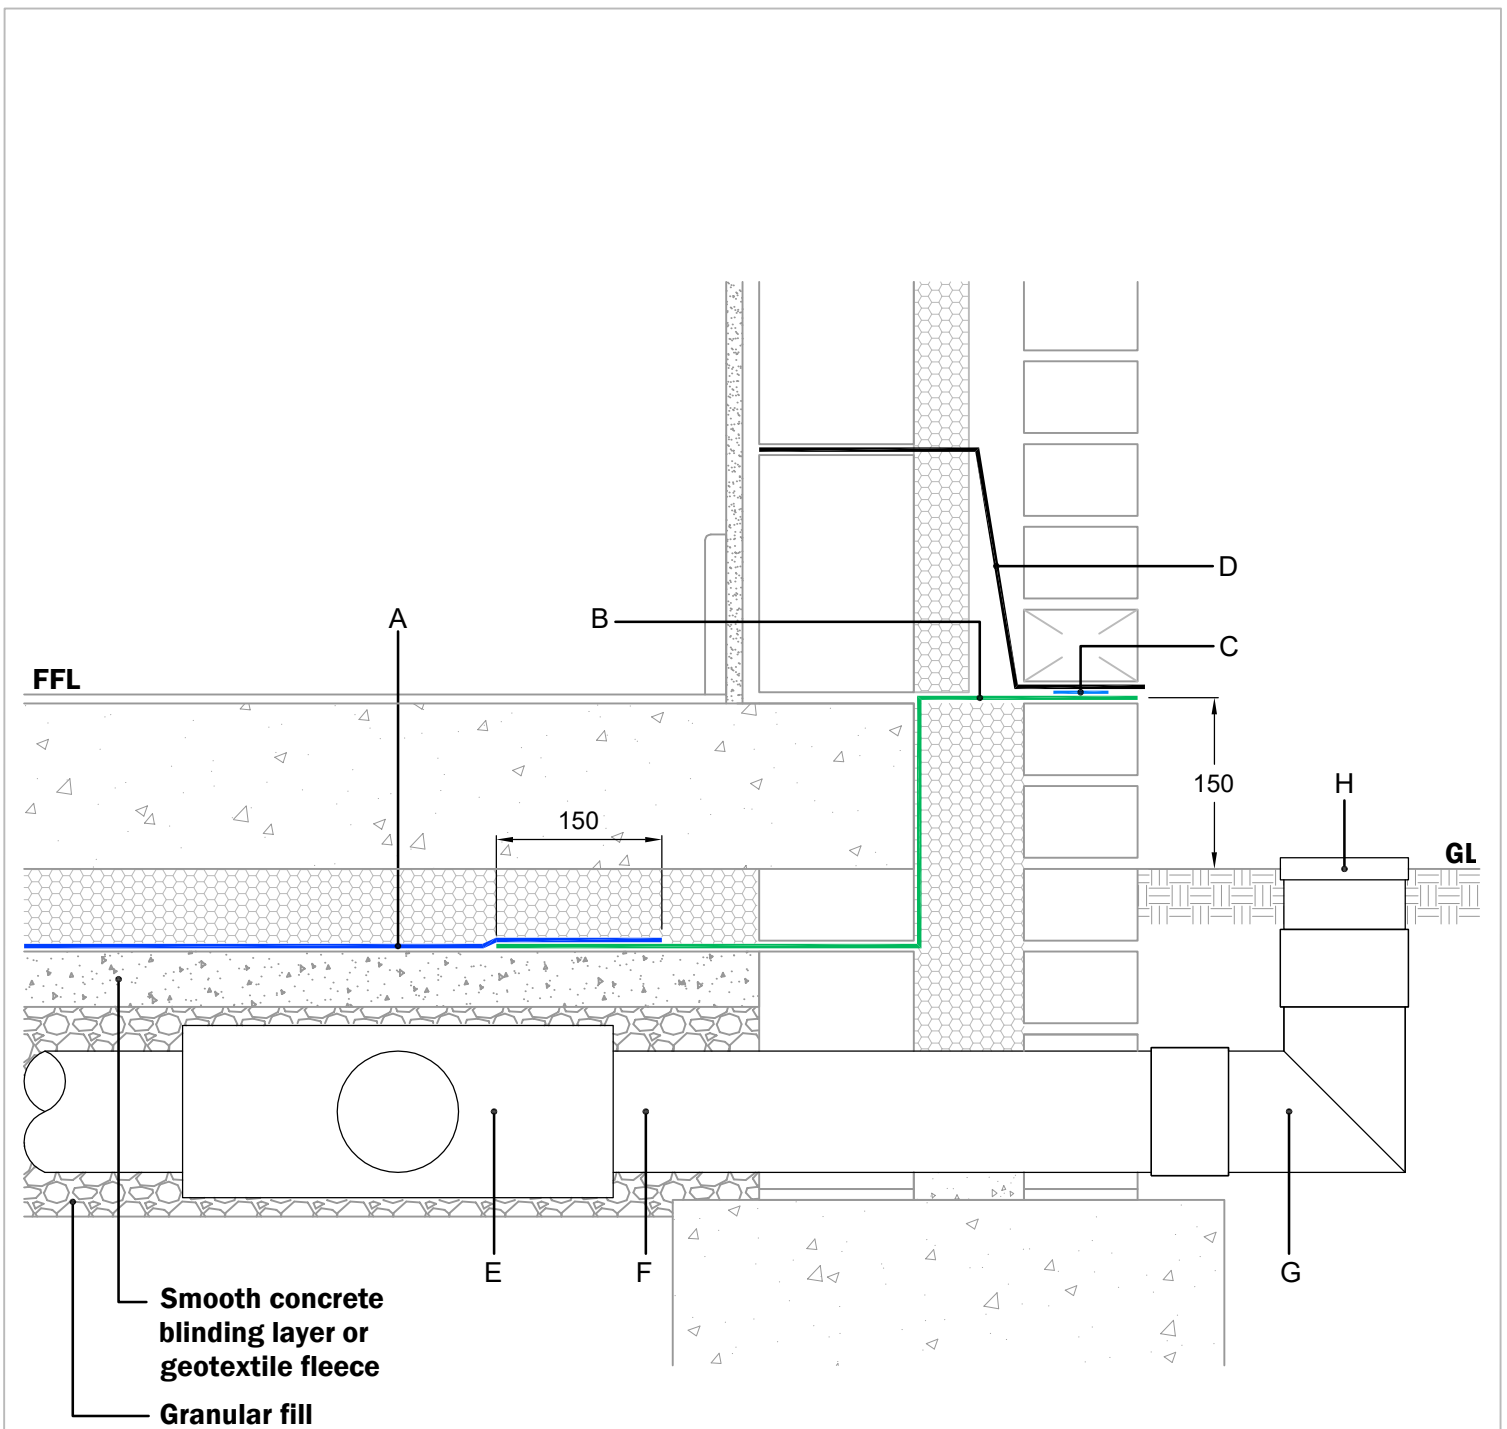 D
A
B
C
FFL
150
H
150
GL
E
F
G
Smooth concrete
blinding layer or
geotextile fleece
Granular fill